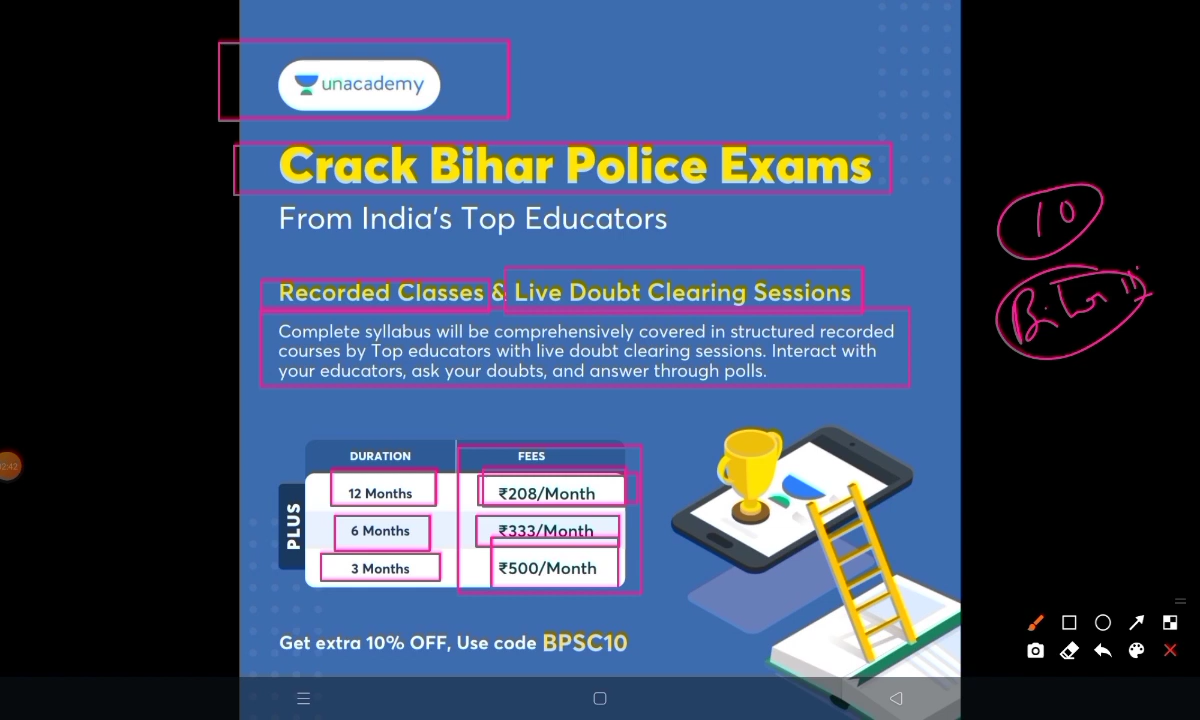 unacademy
Crack Bihar Police Exams
From India's Top Educators
Recorded Classes & Live Doubt Clearing Sessions
Complete syllabus will be comprehensively covered in structured recorded
courses by Top educators with live doubt clearing sessions. Interact with
your educators, ask your doubts, and answer through polls.
DURATION FEES
PLUS
12 Months ₹208/Month
6 Months ₹333/Month
3 Months ₹500/Month
Get extra 10% OFF, Use code BPSC10
10
02:42